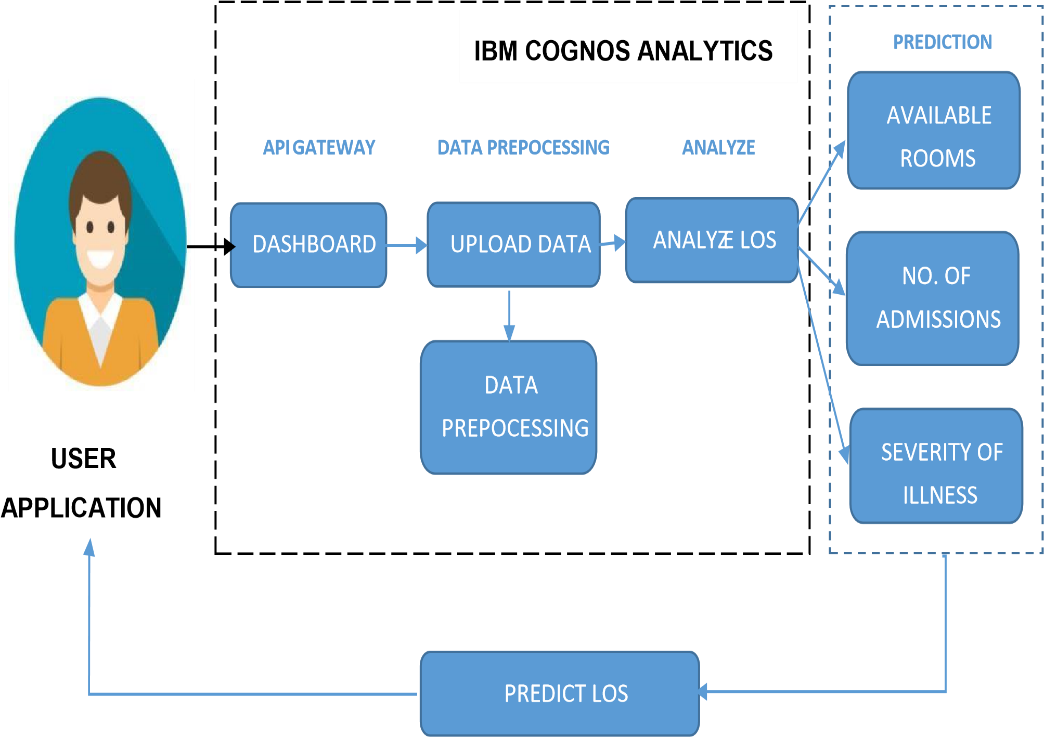 IBM COGNOS ANALYTICS
PREDICTION
API GATEWAY
DATA PREPOCESSING
ANALYZE
AVAILABLE
ROOMS
DASHBOARD
UPLOAD DATA
ANALYZE LOS
NO. OF
ADMISSIONS
DATA
PREPOCESSING
SEVERITY OF
ILLNESS
USER
APPLICATION
PREDICT LOS